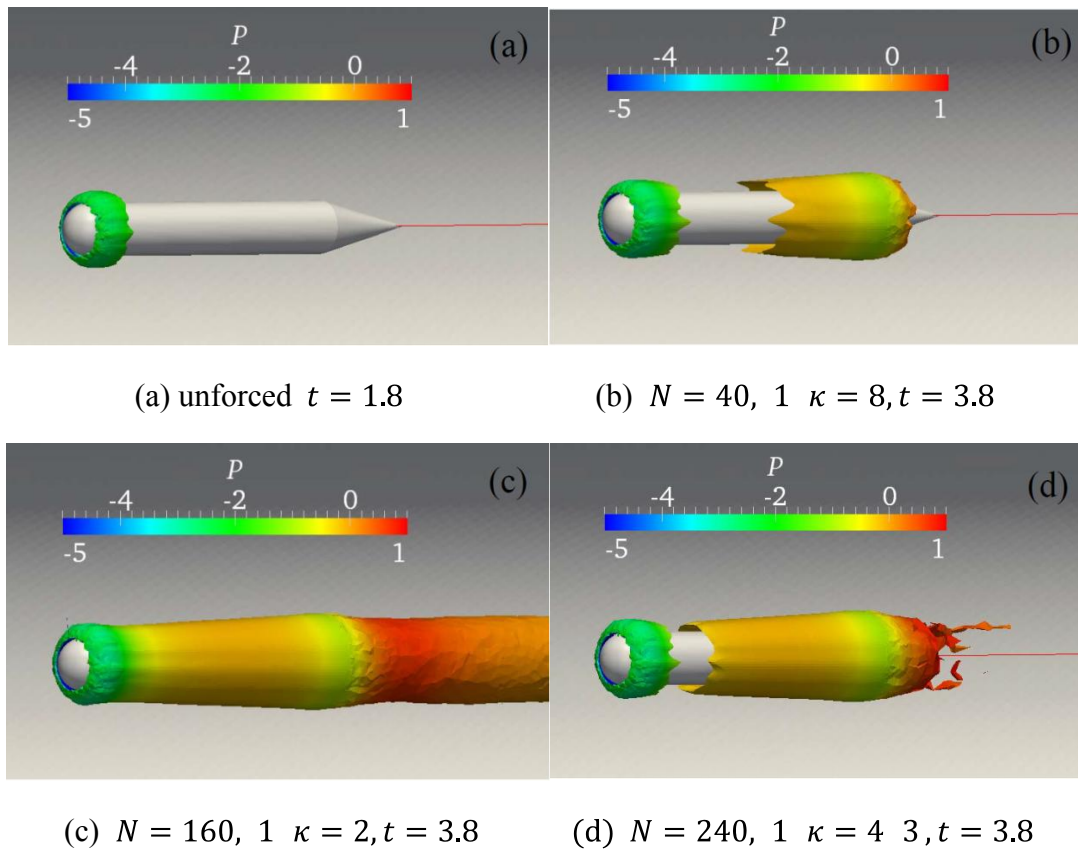 P (a)
-4 -2 0
-5 1
P (b)
-4 -2 0
-5 1
(a) unforced t = 1.8
(b) N = 40, 1 κ = 8, t = 3.8
P (c)
-4 -2 0
-5 1
P (d)
-4 -2 0
-5 1
(c) N = 160, 1 κ = 2, t = 3.8
(d) N = 240, 1 κ = 4 3, t = 3.8